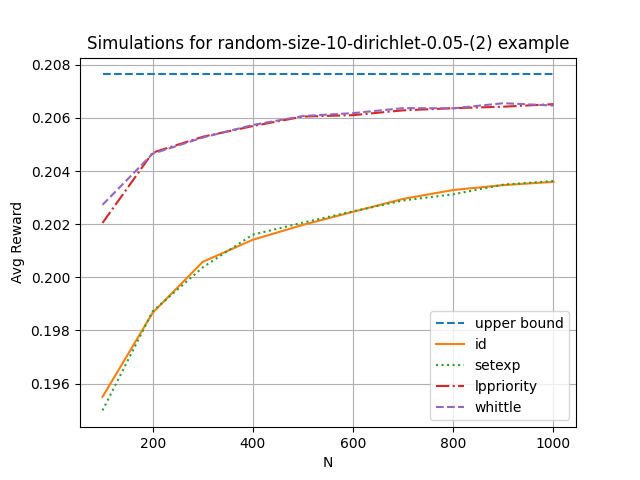 Simulations for random-size-10-dirichlet-0.05-(2) example
0.208
0.206
0.204
0.202
0.200
0.198
0.196
Avg Reward
upper bound
id
setexp
lppriority
whittle
200
400
600
800
1000
N